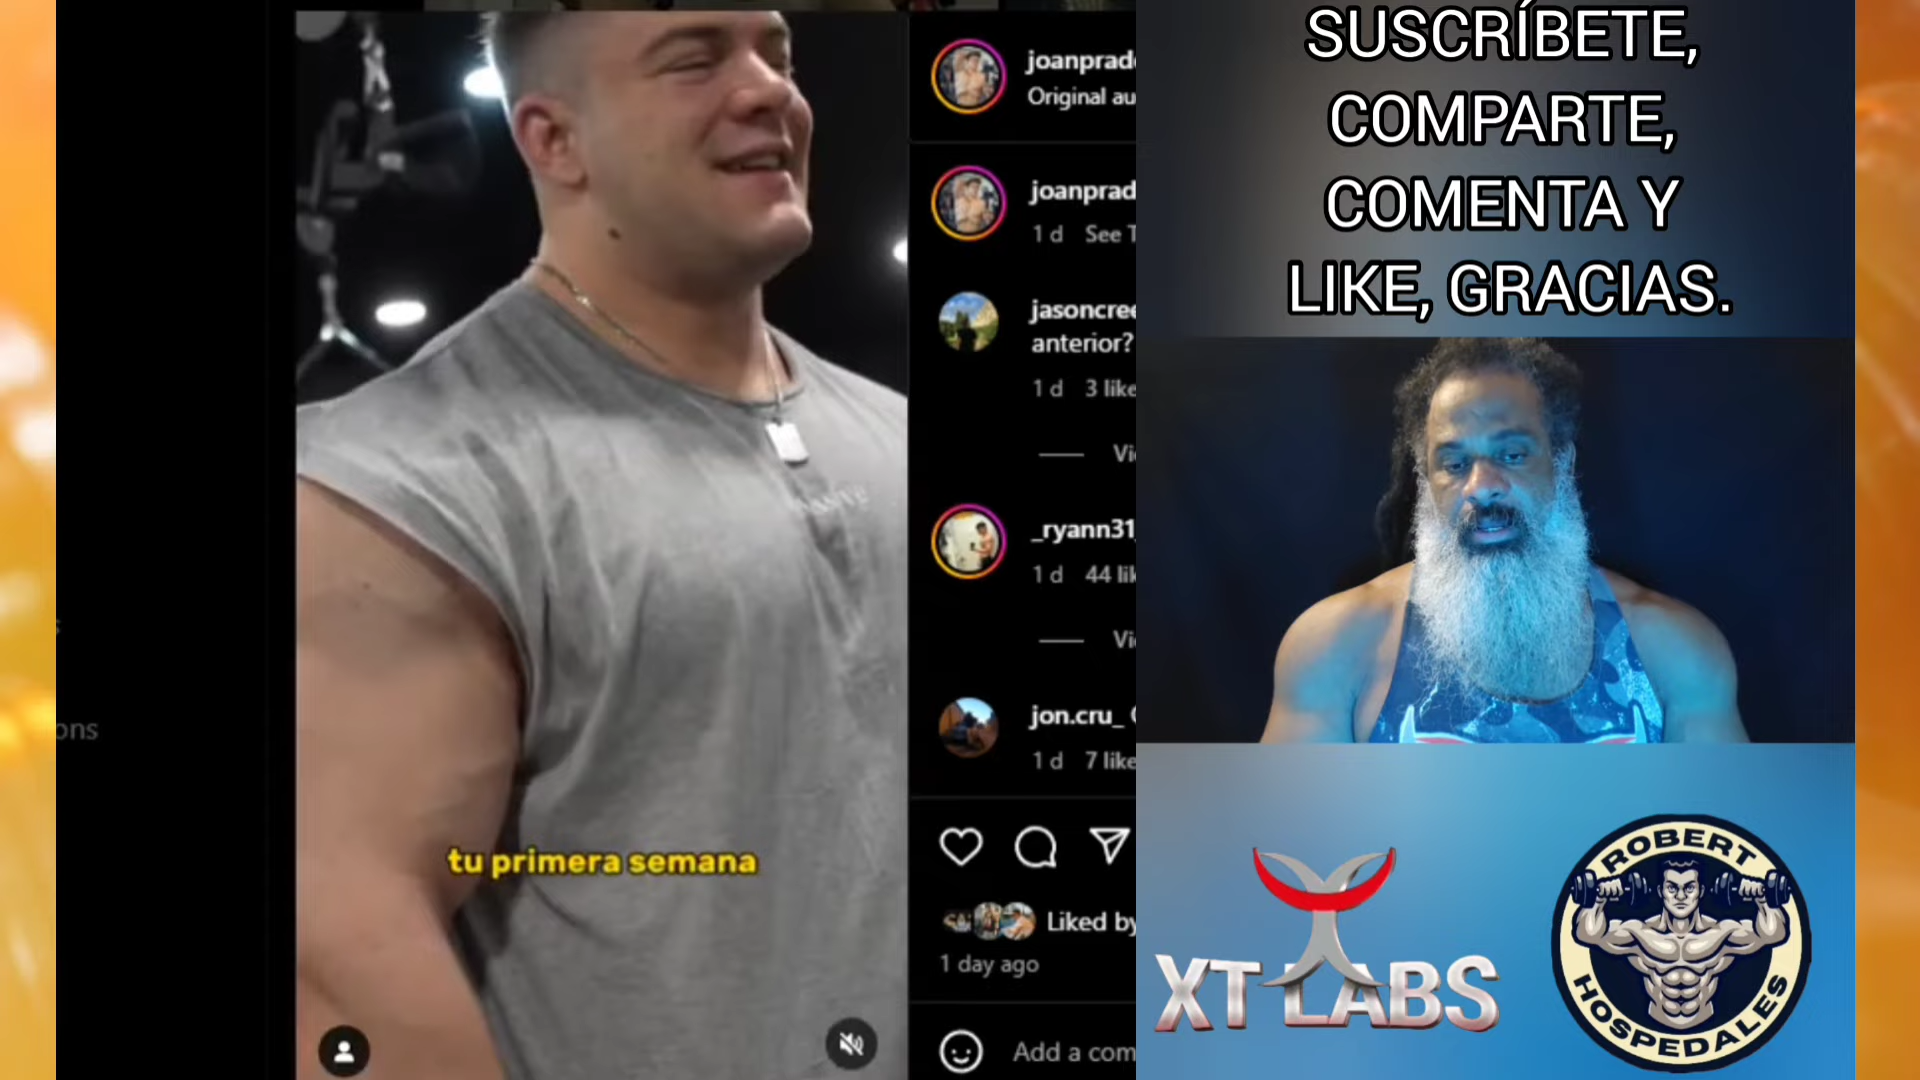 joanprad
Original au
joanprad
1 d See T
jasoncree
anterior?
1 d 3 like
Vi
_ryann31
1 d 44 lik
Vi
jon.cru_
1 d 7 like
Liked by
1 day ago
Add a com
ons
tu primera semana
SUSCRÍBETE,
COMPARTE,
COMENTA Y
LIKE, GRACIAS.
XT LABS
ROBERT
HOSPEDALES